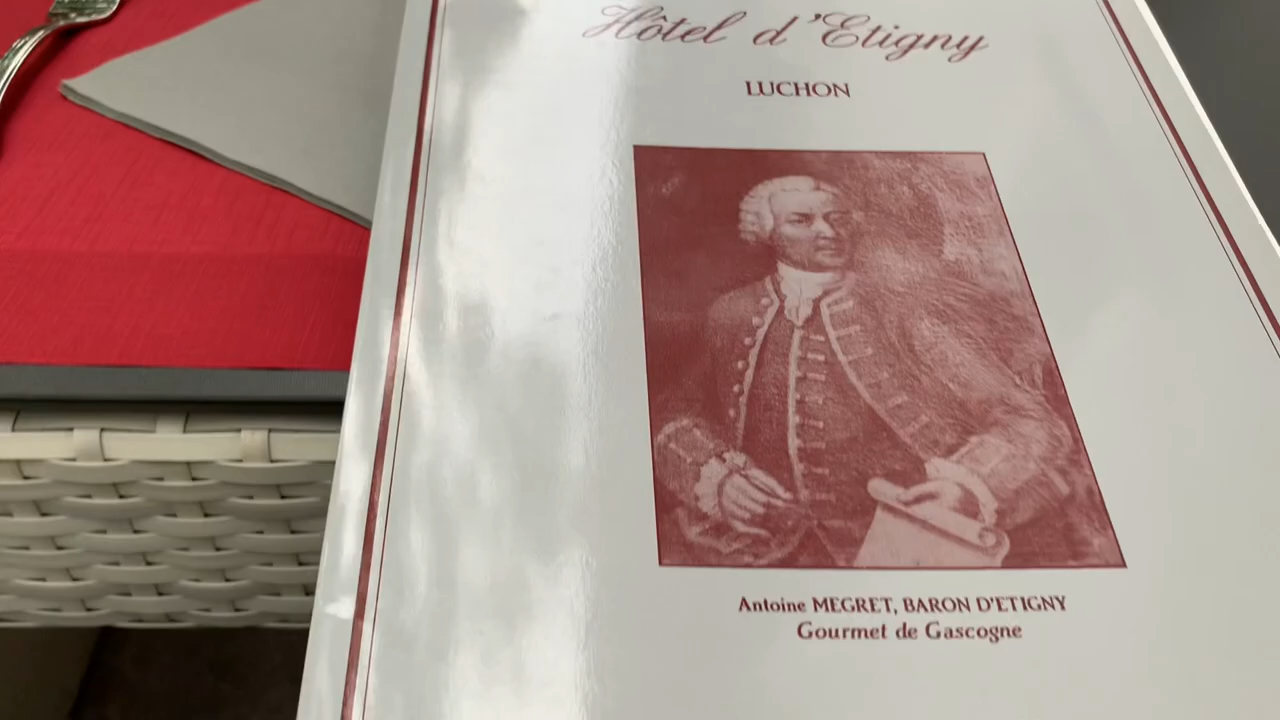 Hôtel d'Etigny
LUCHON
Antoine MEGRET, BARON D'ETIGNY
Gourmet de Gascogne